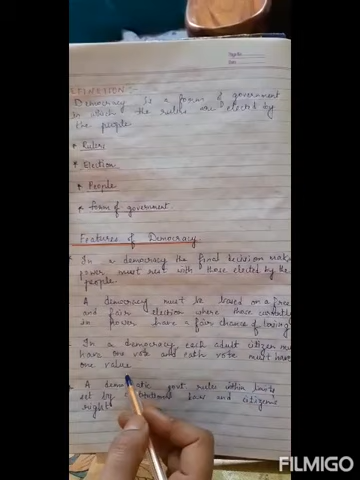 DEFINITION :-
Democracy is a form of government
in which the rulers are elected by
the people
Rulers
Election
People
form of government
Features of Democracy
In a democracy the final decision making
power must rest with those elected by the
people.
A democracy must be based on a free
and fair election where those currently
in power have a fair chance of losing
In a democracy each adult citizen must
have one vote and each vote must have
one value
A democratic govt. rules within limits
set by law and citizens
right
FILMIGO